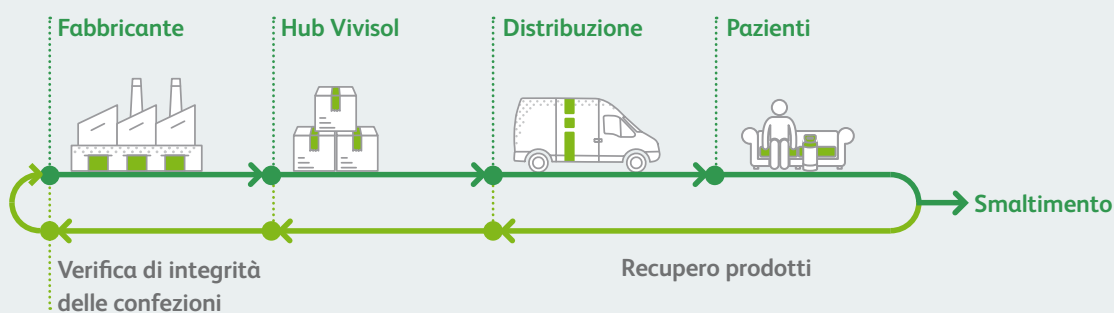 Fabbricante
Hub Vivisol
Distribuzione
Pazienti
Smaltimento
Verifica di integrità
delle confezioni
Recupero prodotti